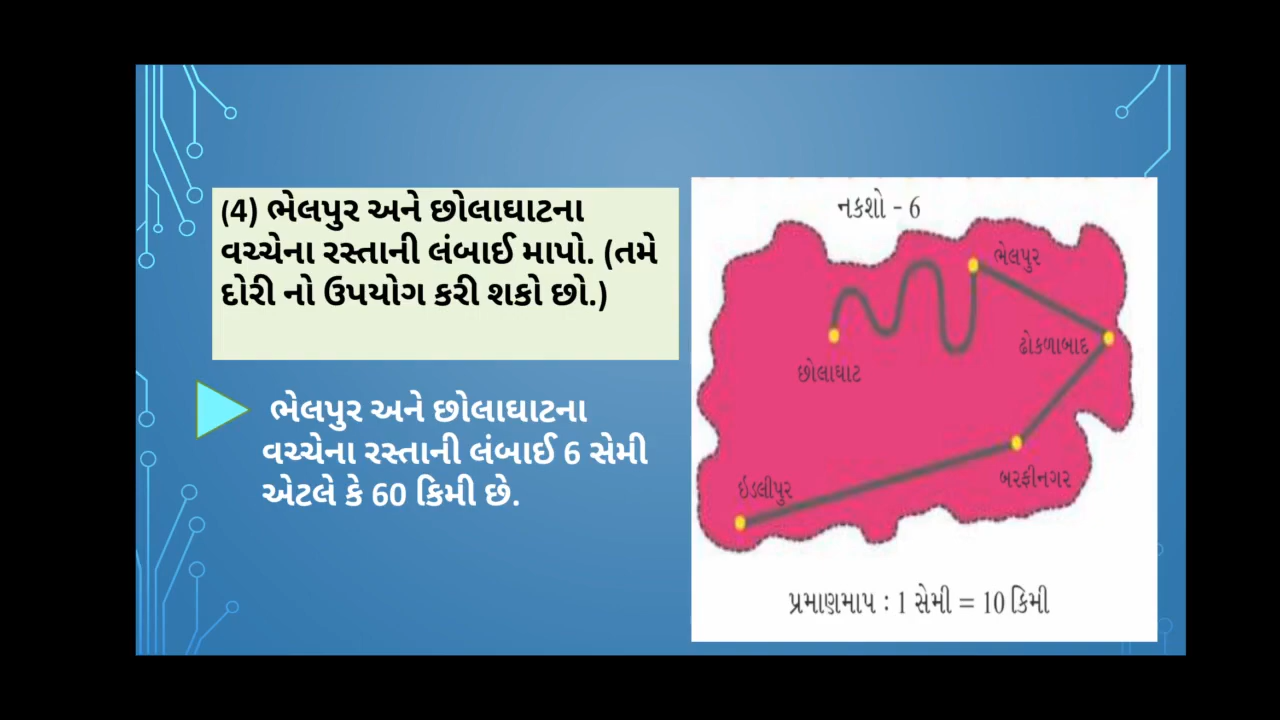 (4) ભેલપુર અને છોલાઘાટના
વચ્ચેના રસ્તાની લંબાઈ માપો. (તમે
દોરી નો ઉપયોગ કરી શકો છો.)
ભેલપુર અને છોલાઘાટના
વચ્ચેના રસ્તાની લંબાઈ 6 સેમી
એટલે કે 60 કિમી છે.
નકશો - 6
ભેલપુર
ઢોકળાબાદ
છોલાઘાટ
બરફીનગર
ઇડલીપુર
પ્રમાણમાપ : 1 સેમી = 10 કિમી